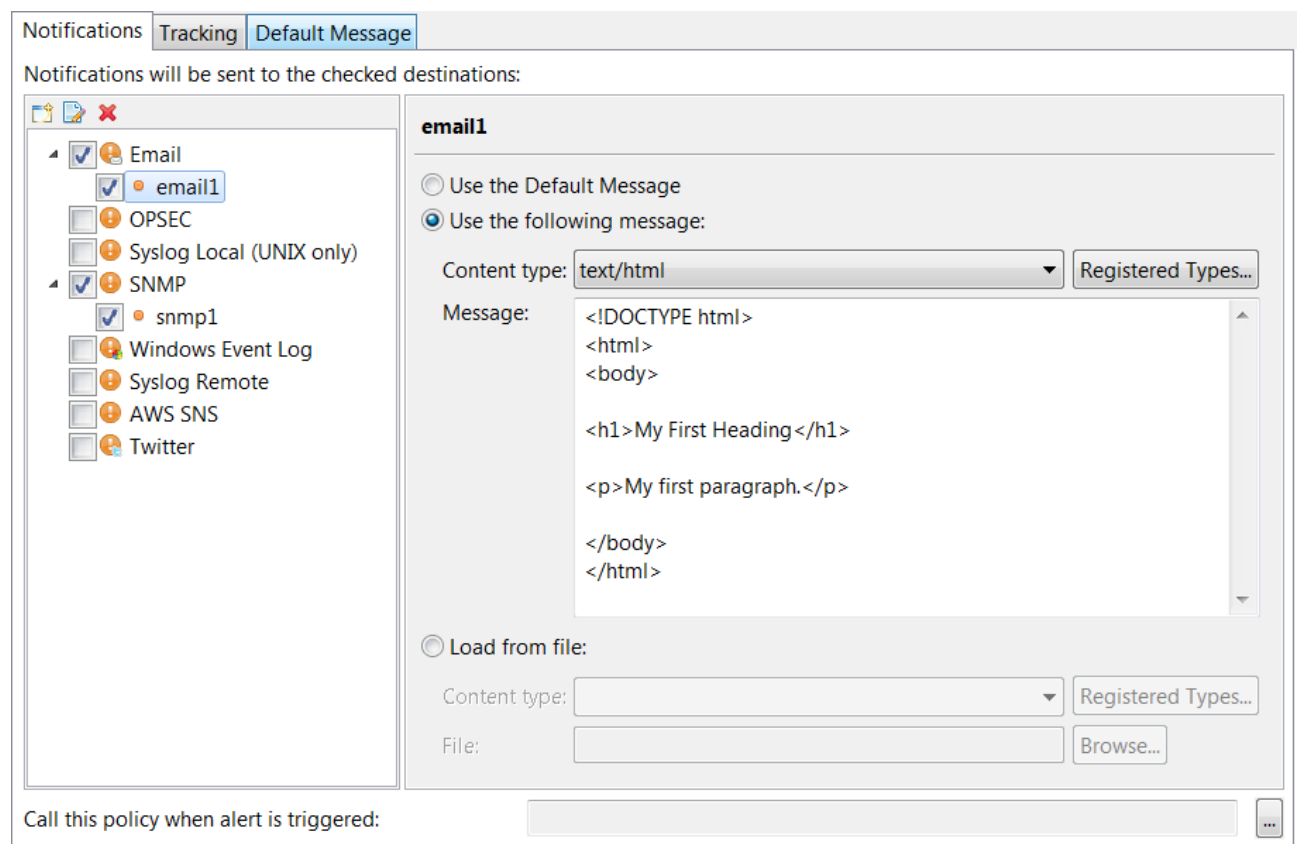 Notifications Tracking Default Message
Notifications will be sent to the checked destinations:
Email
email1
OPSEC
Syslog Local (UNIX only)
SNMP
snmp1
Windows Event Log
Syslog Remote
AWS SNS
Twitter
email1
Use the Default Message
Use the following message:
Content type: text/html Registered Types...
Message:
<!DOCTYPE html>
<html>
<body>
<h1>My First Heading</h1>
<p>My first paragraph.</p>
</body>
</html>
Load from file:
Content type: Registered Types...
File: Browse...
Call this policy when alert is triggered: ...